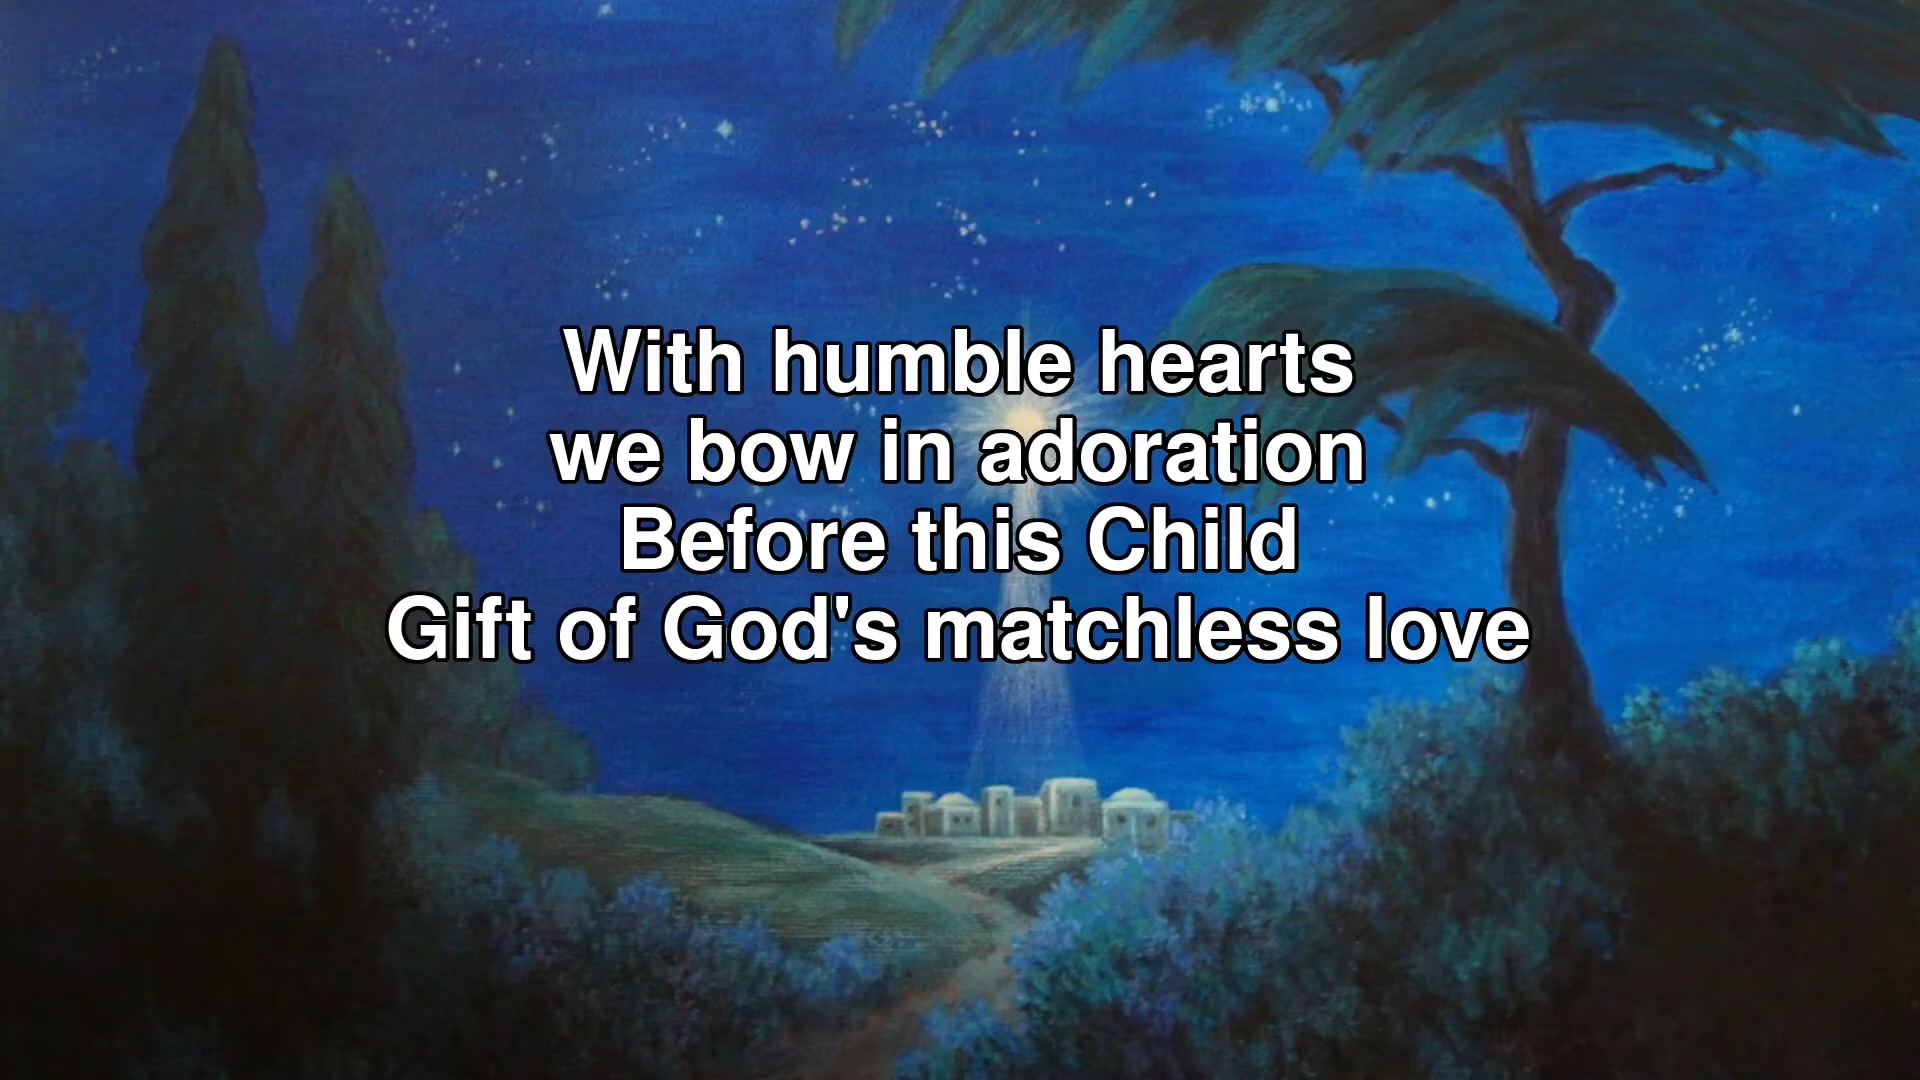 With humble hearts
we bow in adoration
Before this Child
Gift of God's matchless love